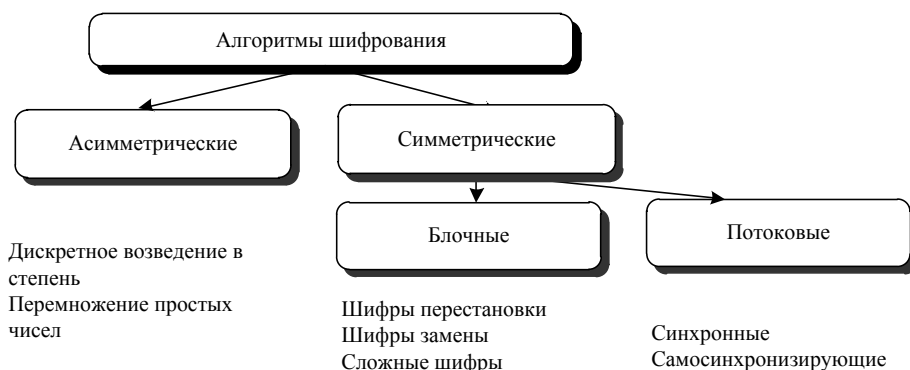 Алгоритмы шифрования
Асимметрические
Симметрические
Блочные
Потоковые
Дискретное возведение в
степень
Перемножение простых
чисел
Шифры перестановки
Шифры замены
Сложные шифры
Синхронные
Самосинхронизирующие